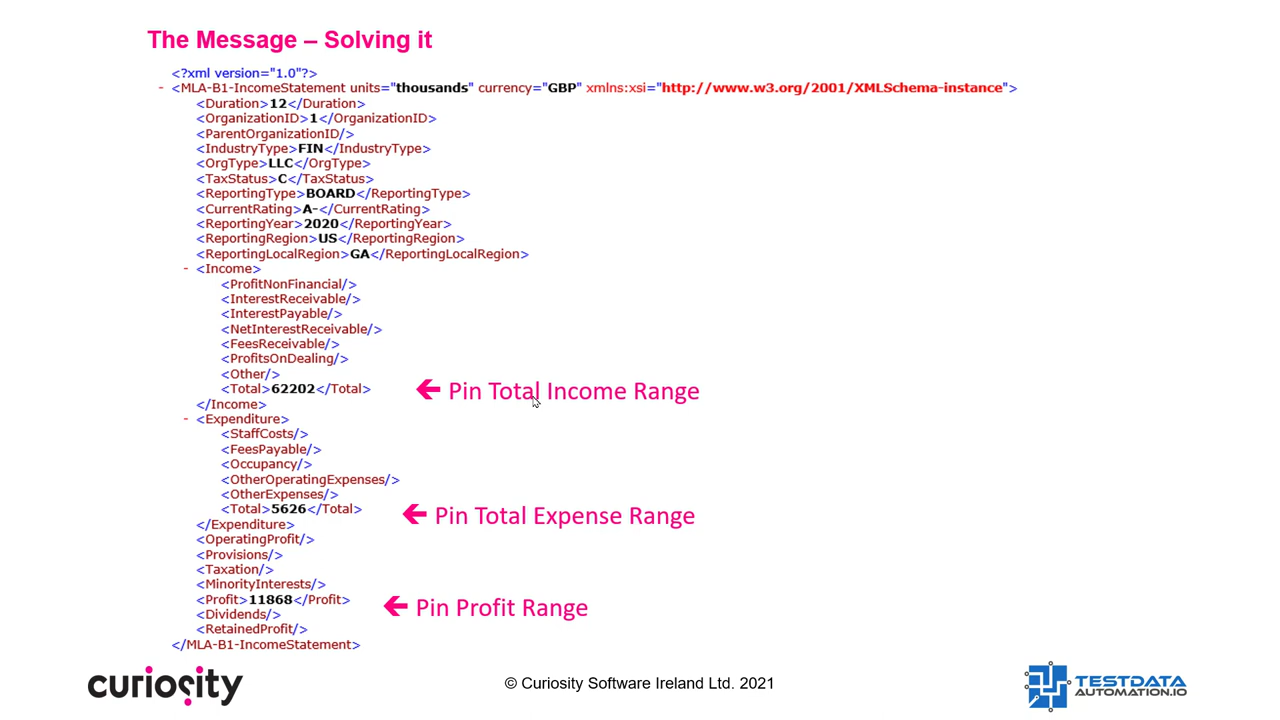 The Message – Solving it
<?xml version="1.0"?>
- <MLA-B1-IncomeStatement units="thousands" currency="GBP" xmlns:xsi="http://www.w3.org/2001/XMLSchema-instance">
<Duration>12</Duration>
<OrganizationID>1</OrganizationID>
<ParentOrganizationID/>
<IndustryType>FIN</IndustryType>
<OrgType>LLC</OrgType>
<TaxStatus>C</TaxStatus>
<ReportingType>BOARD</ReportingType>
<CurrentRating>A-</CurrentRating>
<ReportingYear>2020</ReportingYear>
<ReportingRegion>US</ReportingRegion>
<ReportingLocalRegion>GA</ReportingLocalRegion>
- <Income>
<ProfitNonFinancial/>
<InterestReceivable/>
<InterestPayable/>
<NetInterestReceivable/>
<FeesReceivable/>
<ProfitsOnDealing/>
<Other/>
<Total>62202</Total> ← Pin Total Income Range
</Income>
- <Expenditure>
<StaffCosts/>
<FeesPayable/>
<Occupancy/>
<OtherOperatingExpenses/>
<OtherExpenses/>
<Total>5626</Total> ← Pin Total Expense Range
</Expenditure>
<OperatingProfit/>
<Provisions/>
<Taxation/>
<MinorityInterests/>
<Profit>11868</Profit> ← Pin Profit Range
<Dividends/>
<RetainedProfit/>
</MLA-B1-IncomeStatement>
curiosity
© Curiosity Software Ireland Ltd. 2021
TESTDATA
AUTOMATION.IO